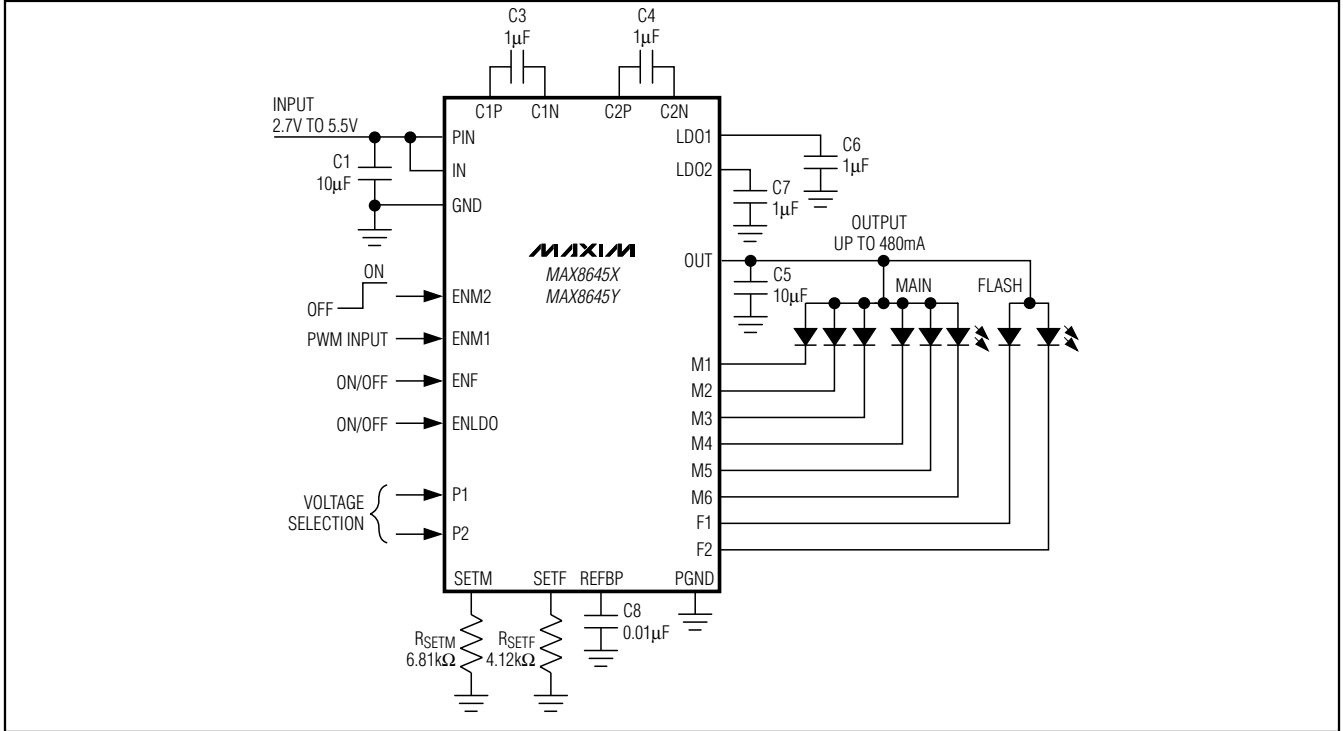 C3
1µF
C4
1µF
C1P
C1N
C2P
C2N
INPUT
2.7V TO 5.5V
PIN
IN
GND
C1
10µF
LDO1
LDO2
C6
1µF
C7
1µF
MAXIM
MAX8645X
MAX8645Y
OUTPUT
UP TO 480mA
OUT
C5
10µF
MAIN
FLASH
ON
OFF
ENM2
PWM INPUT
ENM1
ON/OFF
ENF
ON/OFF
ENLDO
VOLTAGE
SELECTION
P1
P2
M1
M2
M3
M4
M5
M6
F1
F2
SETM
SETF
REFBP
PGND
RSETM
6.81kΩ
RSETF
4.12kΩ
C8
0.01µF